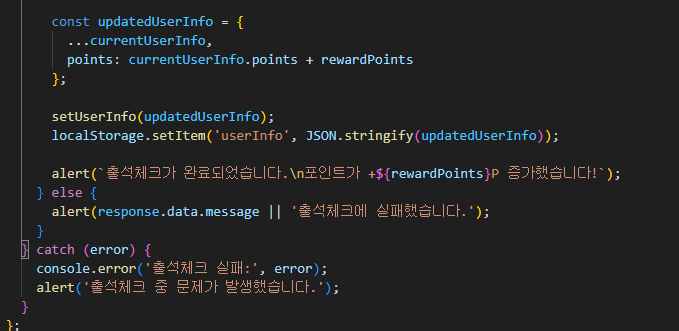 const updatedUserInfo = {
...currentUserInfo,
points: currentUserInfo.points + rewardPoints
};
setUserInfo(updatedUserInfo);
localStorage.setItem('userInfo', JSON.stringify(updatedUserInfo));
alert(`출석체크가 완료되었습니다.\n포인트가 +${rewardPoints}P 증가했습니다!`);
} else {
alert(response.data.message || '출석체크에 실패했습니다.');
}
} catch (error) {
console.error('출석체크 실패:', error);
alert('출석체크 중 문제가 발생했습니다.');
}
};